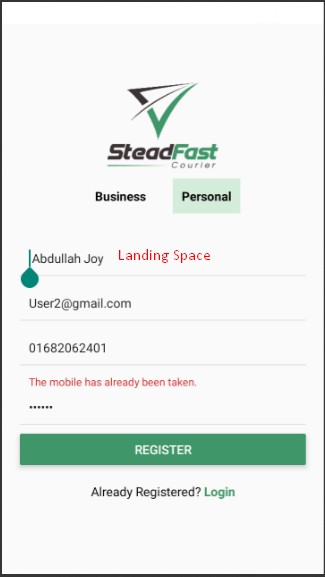 SteadFast
Courier
Business Personal
Abdullah Joy Landing Space
User2@gmail.com
01682062401
The mobile has already been taken.
••••••
REGISTER
Already Registered? Login